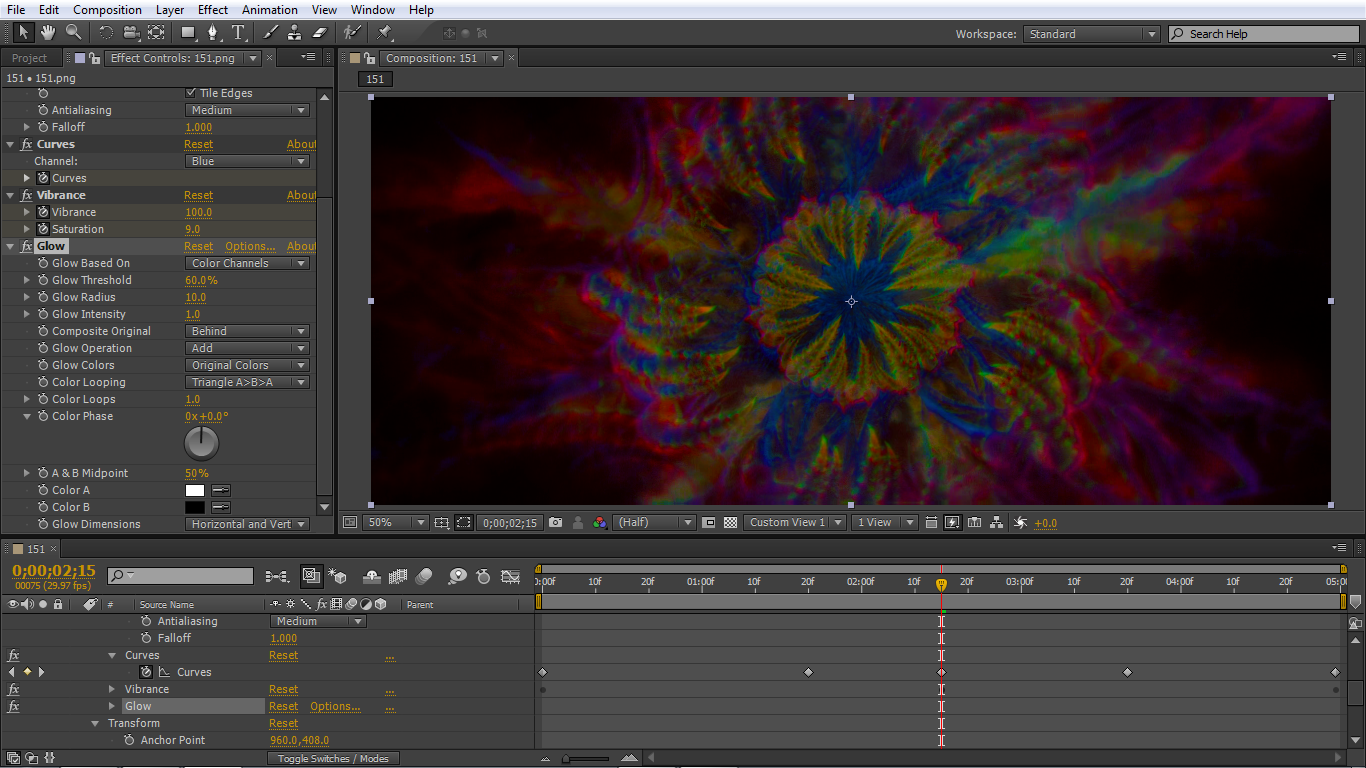 File Edit Composition Layer Effect Animation View Window Help
Workspace: Standard Search Help
Project Effect Controls: 151.png
151 • 151.png
Tile Edges
Antialiasing Medium
Falloff 1.000
fx Curves Reset About
Channel: Blue
Curves
fx Vibrance Reset About
Vibrance 100.0
Saturation 9.0
fx Glow Reset Options... About
Glow Based On Color Channels
Glow Threshold 60.0%
Glow Radius 10.0
Glow Intensity 1.0
Composite Original Behind
Glow Operation Add
Glow Colors Original Colors
Color Looping Triangle A>B>A
Color Loops 1.0
Color Phase 0x+0.0°
A & B Midpoint 50%
Color A
Color B
Glow Dimensions Horizontal and Vert
Composition: 151
151
50% 0;00;02;15 (Half) Custom View 1 1 View +0.0
151
0;00;02;15
00075 (29.97 fps)
# Source Name fx Parent
0:00f 10f 20f 01:00f 10f 20f 02:00f 10f 20f 03:00f 10f 20f 04:00f 10f 20f 05:00
Antialiasing Medium
Falloff 1.000
fx Curves Reset ...
Curves
fx Vibrance Reset ...
fx Glow Reset Options... ...
Transform Reset
Anchor Point 960.0,408.0
Toggle Switches / Modes